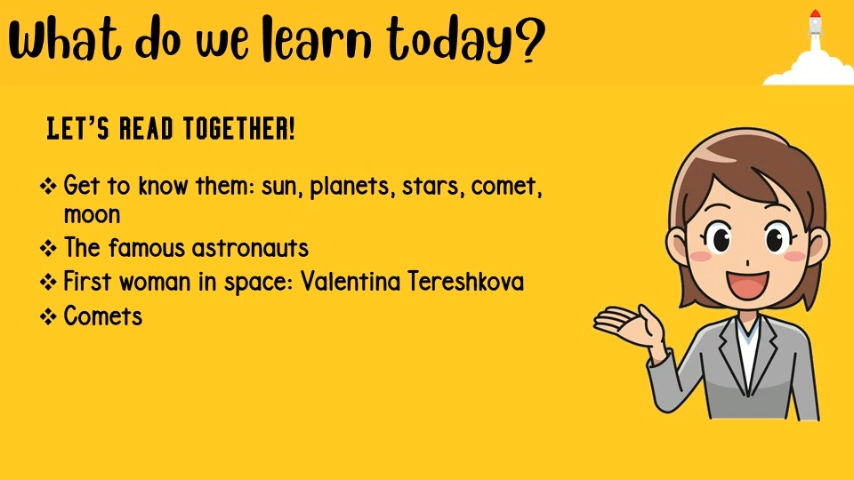 What do we learn today?
LET'S READ TOGETHER!
❖ Get to know them: sun, planets, stars, comet,
moon
❖ The famous astronauts
❖ First woman in space: Valentina Tereshkova
❖ Comets